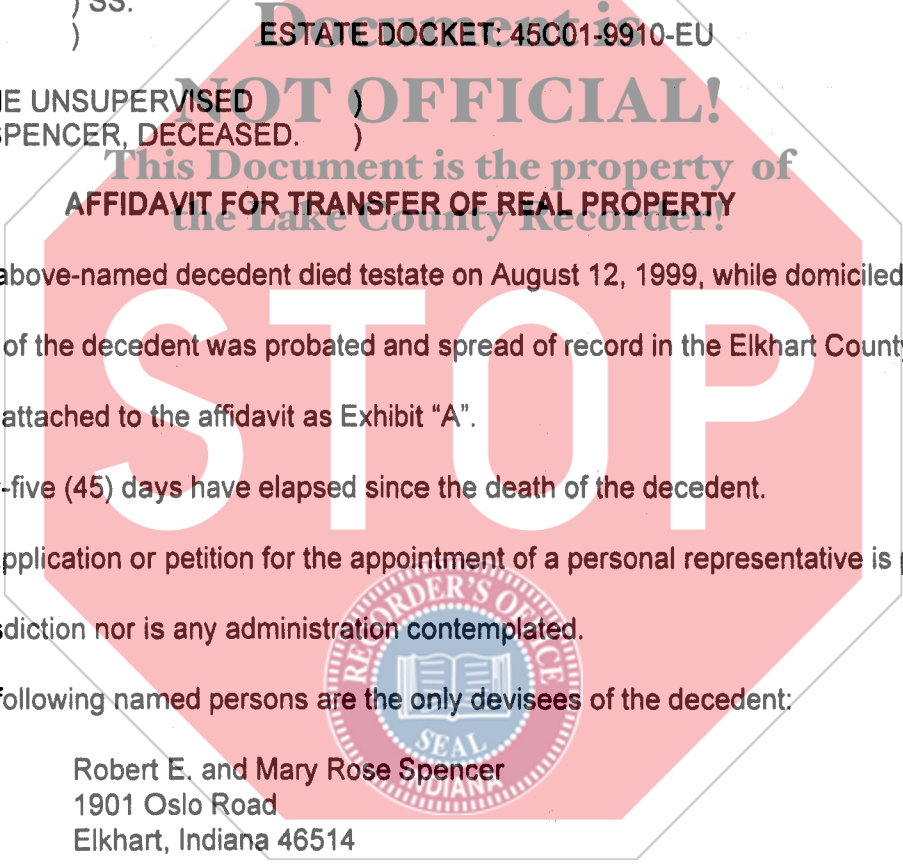 ) SS.
Document is
) ESTATE DOCKET: 45C01-9910-EU
NOT OFFICIAL!
UNSUPERVISED )
SPENCER, DECEASED. )
This Document is the property of
AFFIDAVIT FOR TRANSFER OF REAL PROPERTY
the Lake County Recorder!
above-named decedent died testate on August 12, 1999, while domiciled
of the decedent was probated and spread of record in the Elkhart County
attached to the affidavit as Exhibit “A”.
-five (45) days have elapsed since the death of the decedent.
pplication or petition for the appointment of a personal representative is
sdiction nor is any administration contemplated.
following named persons are the only devisees of the decedent:
Robert E. and Mary Rose Spencer
1901 Oslo Road
Elkhart, Indiana 46514
STOP
RECORDER'S OFFICE
SEAL
INDIANA